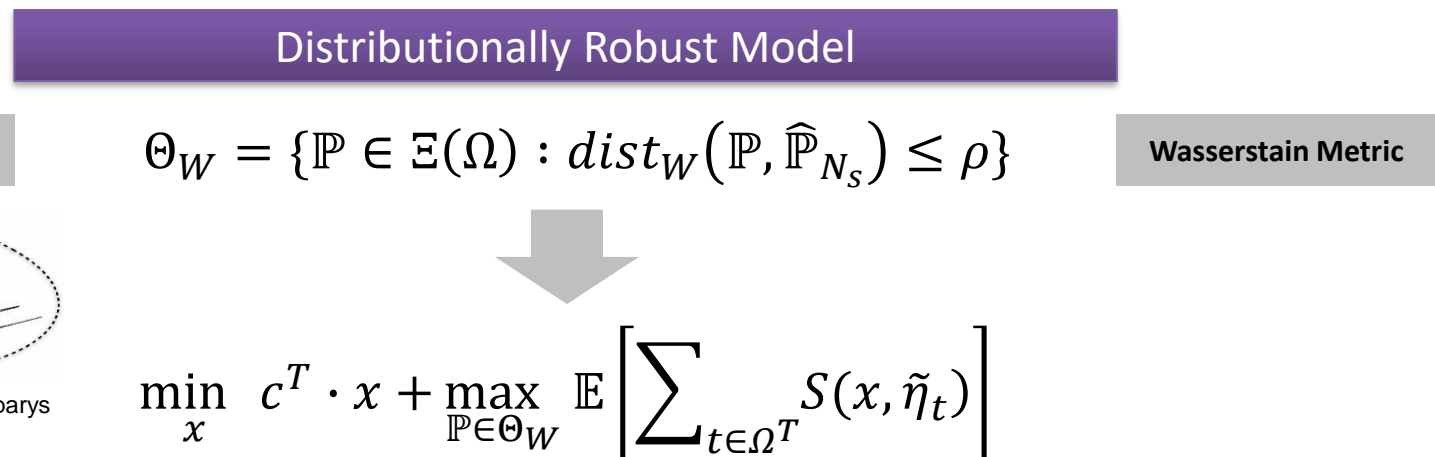 Distributionally Robust Model
Θ_W = {ℙ ∈ Ξ(Ω) : dist_W(ℙ, ℙ̂_{N_s}) ≤ ρ}
Wasserstain Metric
min_x c^T · x + max_{ℙ∈Θ_W} 𝔼[∑_{t∈Ω^T} S(x, η̃_t)]